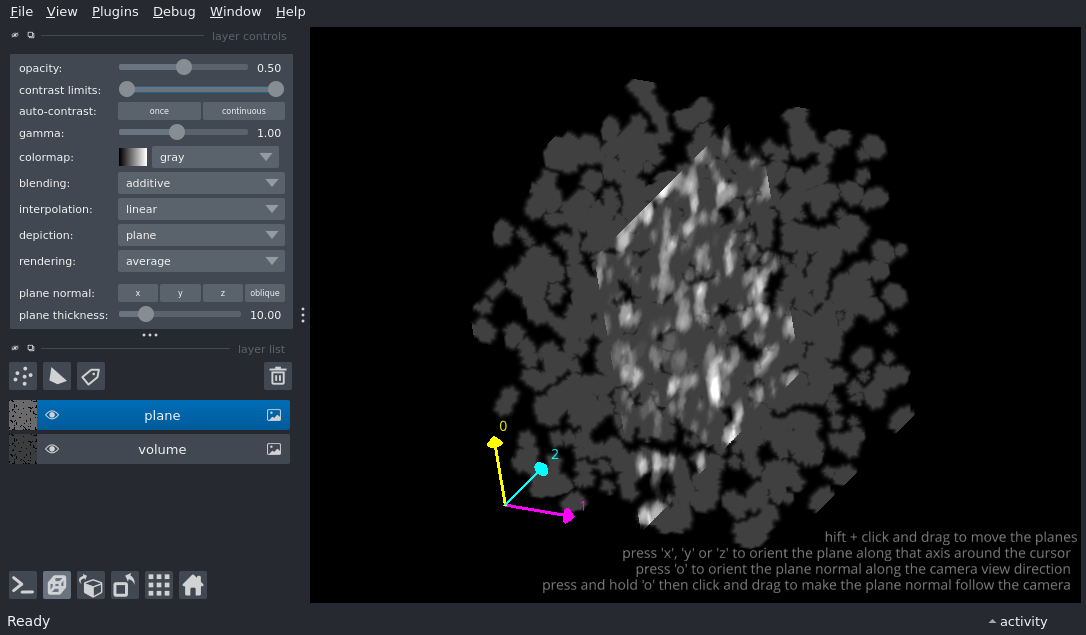 File View Plugins Debug Window Help
layer controls
opacity: 0.50
contrast limits:
auto-contrast: once continuous
gamma: 1.00
colormap: gray
blending: additive
interpolation: linear
depiction: plane
rendering: average
plane normal: x y z oblique
plane thickness: 10.00
layer list
plane
volume
0
2
1
hift + click and drag to move the planes
press 'x', 'y' or 'z' to orient the plane along that axis around the cursor
press 'o' to orient the plane normal along the camera view direction
press and hold 'o' then click and drag to make the plane normal follow the camera
Ready activity